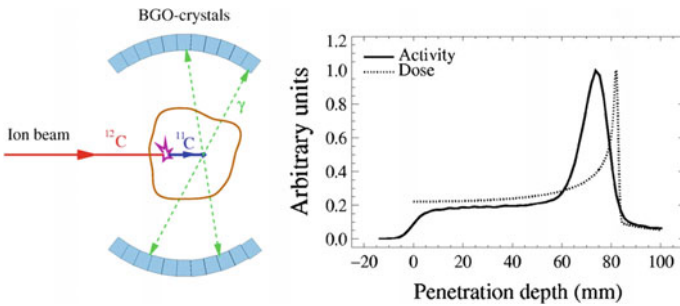 BGO-crystals
γ
Ion beam
¹²C
¹¹C
Arbitrary units
1.2
1.0
0.8
0.6
0.4
0.2
0.0
Activity
Dose
−20 0 20 40 60 80 100
Penetration depth (mm)